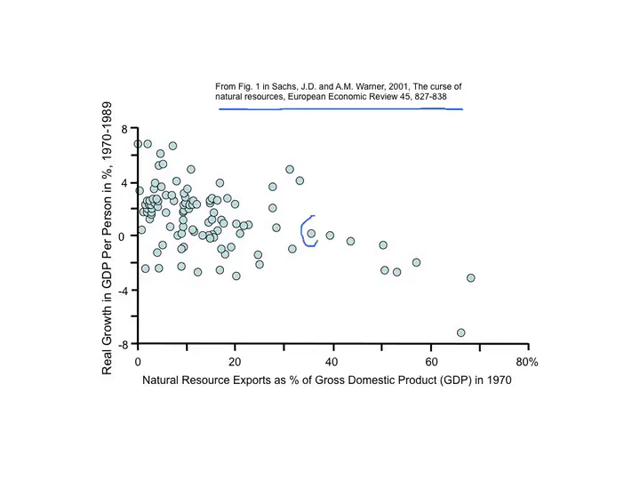 From Fig. 1 in Sachs, J.D. and A.M. Warner, 2001, The curse of
natural resources, European Economic Review 45, 827-838
Real Growth in GDP Per Person in %, 1970-1989
8
4
0
-4
-8
0
20
40
60
80%
Natural Resource Exports as % of Gross Domestic Product (GDP) in 1970